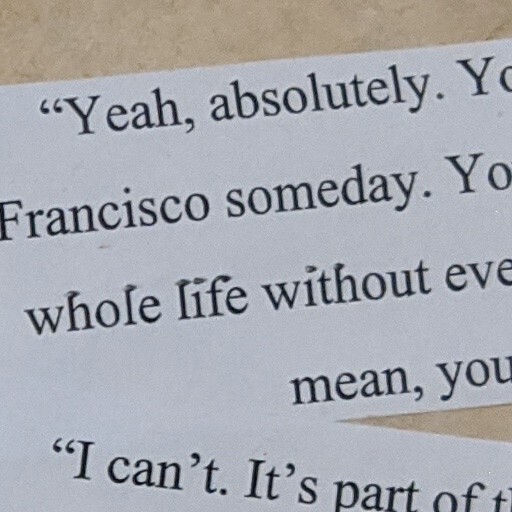 “Yeah, absolutely. Yo
Francisco someday. Yo
whole life without eve
mean, you
“I can’t. It’s part of t